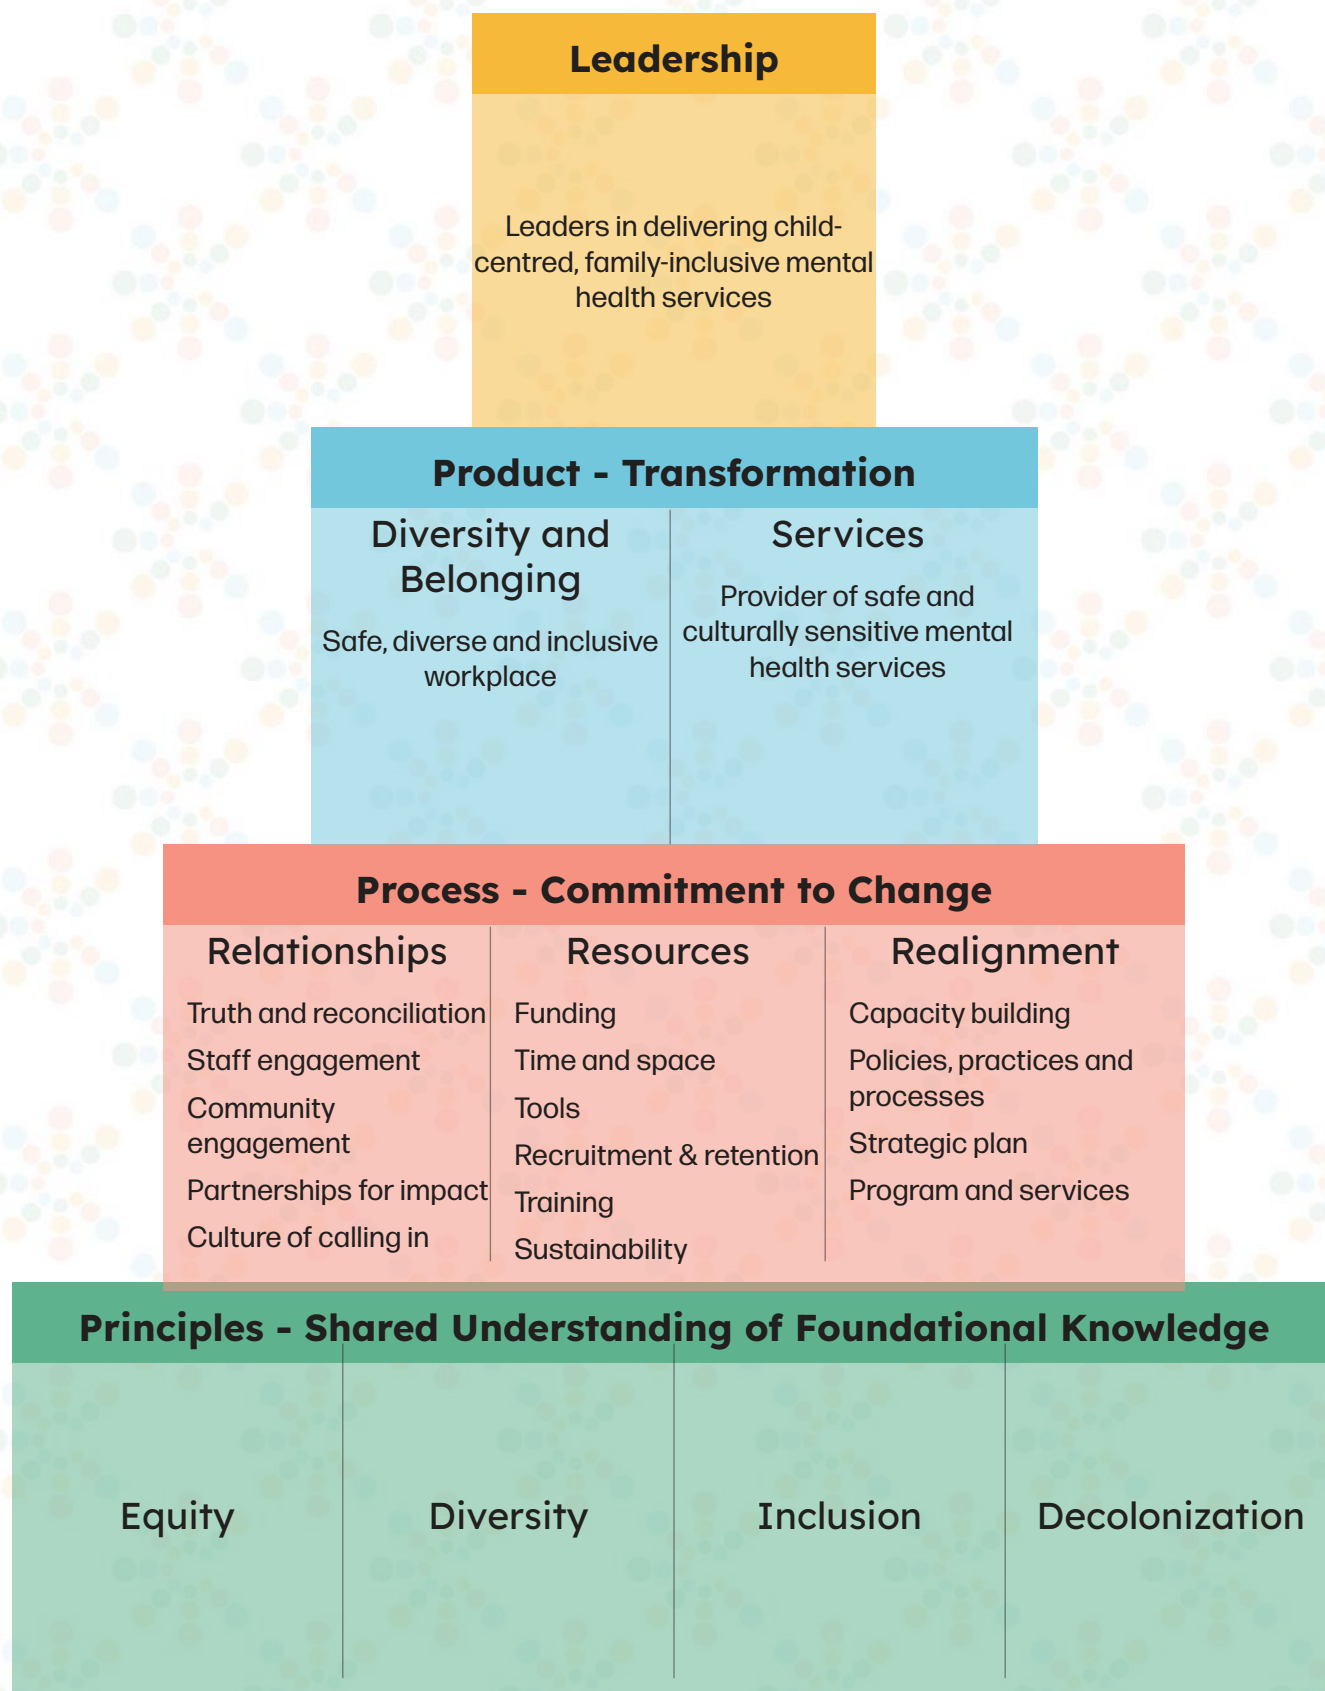 Leadership
Leaders in delivering child-
centred, family-inclusive mental
health services
Product - Transformation
Diversity and
Belonging
Safe, diverse and inclusive
workplace
Services
Provider of safe and
culturally sensitive mental
health services
Process - Commitment to Change
Relationships
Truth and reconciliation
Staff engagement
Community
engagement
Partnerships for impact
Culture of calling in
Resources
Funding
Time and space
Tools
Recruitment & retention
Training
Sustainability
Realignment
Capacity building
Policies, practices and
processes
Strategic plan
Program and services
Principles - Shared Understanding of Foundational Knowledge
Equity
Diversity
Inclusion
Decolonization